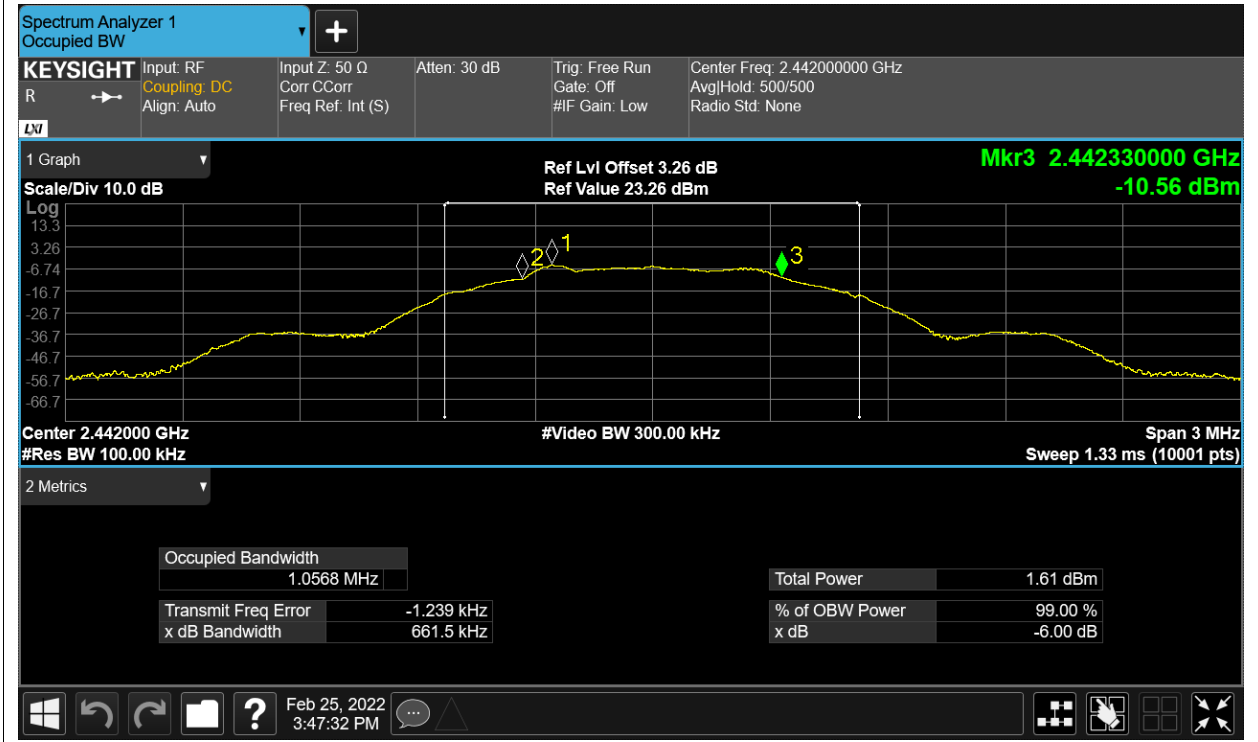 Spectrum Analyzer 1
Occupied BW
KEYSIGHT
R
LXI
Input: RF
Coupling: DC
Align: Auto
Input Z: 50 Ω
Corr CCorr
Freq Ref: Int (S)
Atten: 30 dB
Trig: Free Run
Gate: Off
#IF Gain: Low
Center Freq: 2.442000000 GHz
Avg|Hold: 500/500
Radio Std: None
1 Graph
Scale/Div 10.0 dB
Ref Lvl Offset 3.26 dB
Ref Value 23.26 dBm
Mkr3 2.442330000 GHz
-10.56 dBm
Log
13.3
3.26
-6.74
-16.7
-26.7
-36.7
-46.7
-56.7
-66.7
2
1
3
Center 2.442000 GHz
#Video BW 300.00 kHz
Span 3 MHz
#Res BW 100.00 kHz
Sweep 1.33 ms (10001 pts)
2 Metrics
Occupied Bandwidth
1.0568 MHz
Transmit Freq Error -1.239 kHz
x dB Bandwidth 661.5 kHz
Total Power 1.61 dBm
% of OBW Power 99.00 %
x dB -6.00 dB
?
Feb 25, 2022
3:47:32 PM